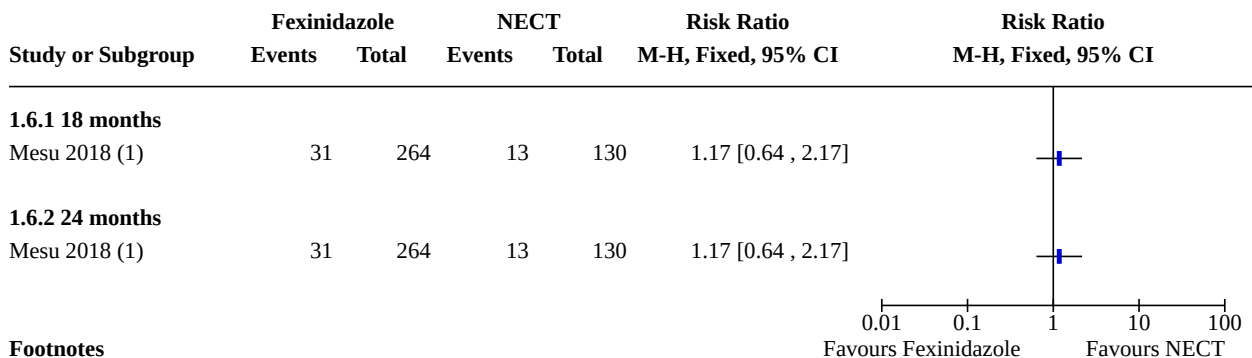 Fexinidazole NECT Risk Ratio Risk Ratio
Study or Subgroup Events Total Events Total M-H, Fixed, 95% CI M-H, Fixed, 95% CI
1.6.1 18 months
Mesu 2018 (1) 31 264 13 130 1.17 [0.64 , 2.17]
1.6.2 24 months
Mesu 2018 (1) 31 264 13 130 1.17 [0.64 , 2.17]
0.01 0.1 1 10 100
Footnotes Favours Fexinidazole Favours NECT